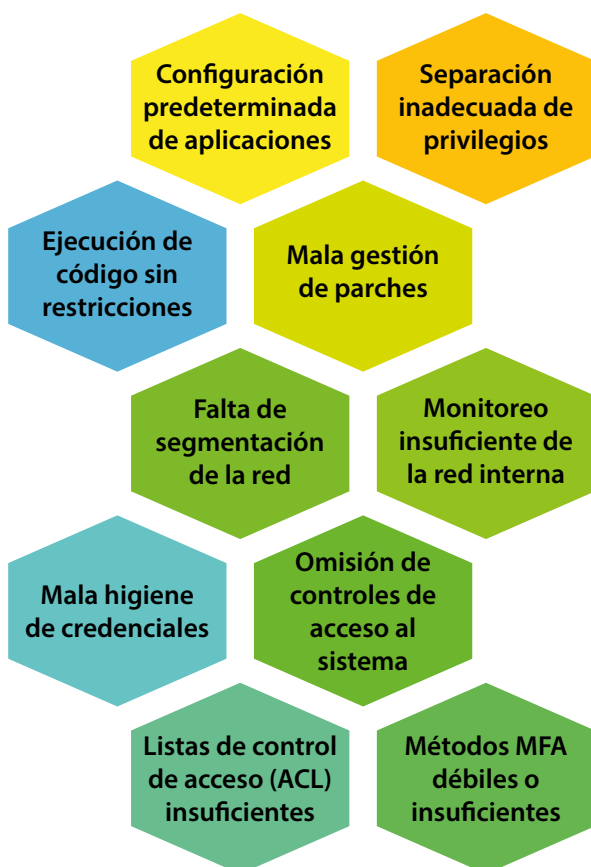 Configuración
predeterminada
de aplicaciones
Separación
inadecuada de
privilegios
Ejecución de
código sin
restricciones
Mala gestión
de parches
Falta de
segmentación
de la red
Monitoreo
insuficiente de
la red interna
Mala higiene
de credenciales
Omisión de
controles de
acceso al
sistema
Listas de control
de acceso (ACL)
insuficientes
Métodos MFA
débiles o
insuficientes